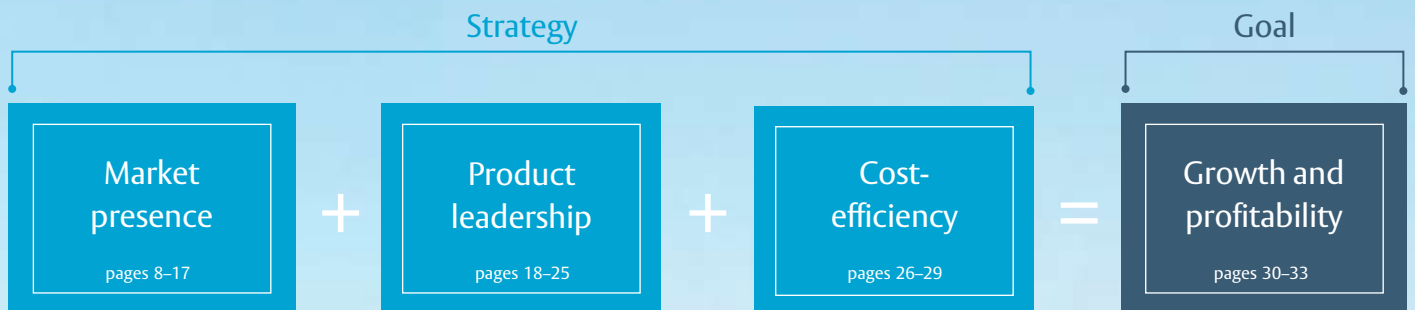 Strategy
Goal
Market
presence
pages 8–17
+
Product
leadership
pages 18–25
+
Cost-
efficiency
pages 26–29
=
Growth and
profitability
pages 30–33